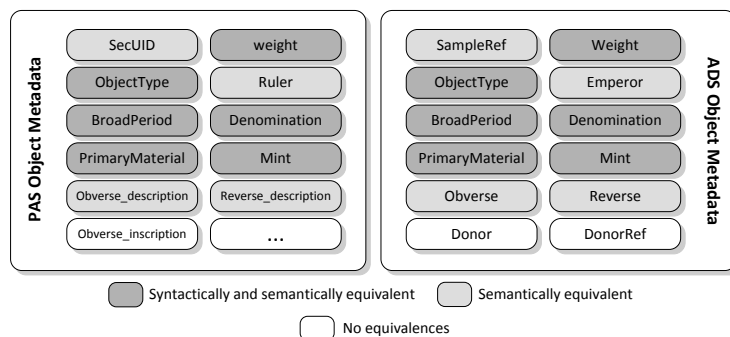 PAS Object Metadata
SecUID
weight
ObjectType
Ruler
BroadPeriod
Denomination
PrimaryMaterial
Mint
Obverse_description
Reverse_description
Obverse_inscription
...
SampleRef
Weight
ObjectType
Emperor
BroadPeriod
Denomination
PrimaryMaterial
Mint
Obverse
Reverse
Donor
DonorRef
ADS Object Metadata
Syntactically and semantically equivalent
Semantically equivalent
No equivalences